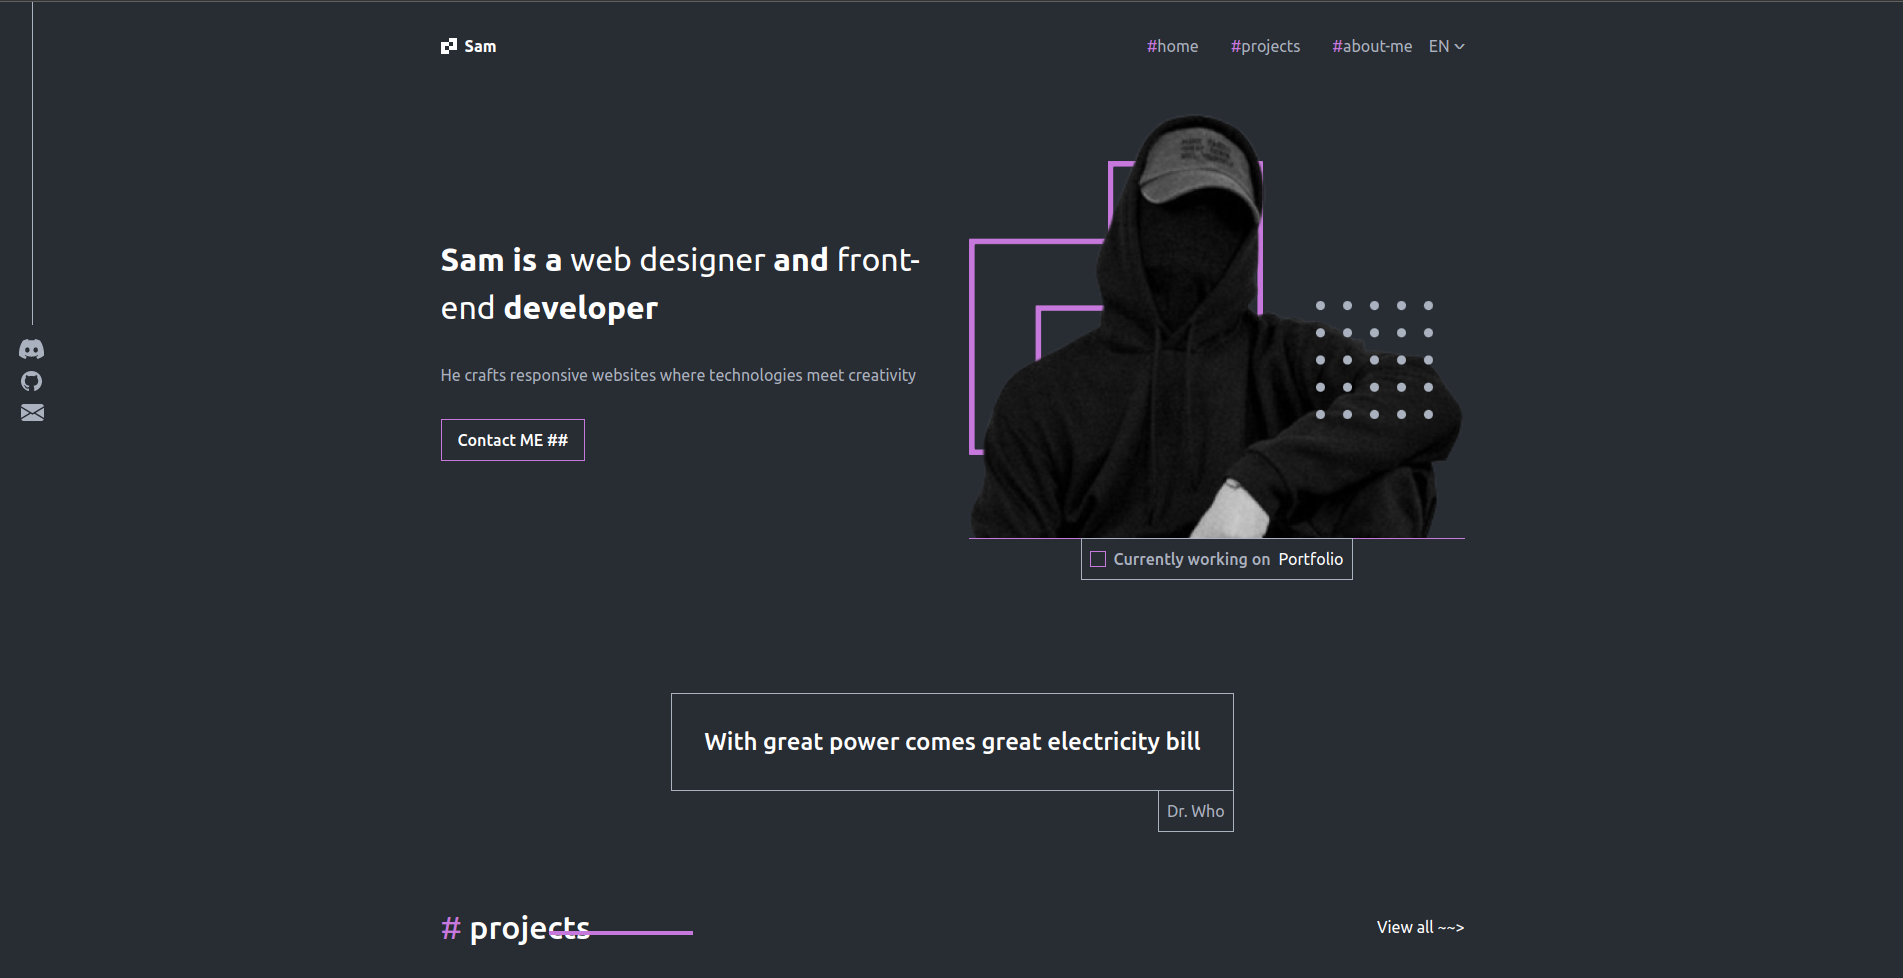 Sam
#home #projects #about-me EN
Sam is a web designer and front-
end developer
He crafts responsive websites where technologies meet creativity
Contact ME ##
Currently working on Portfolio
With great power comes great electricity bill
Dr. Who
# projects
View all ~~>